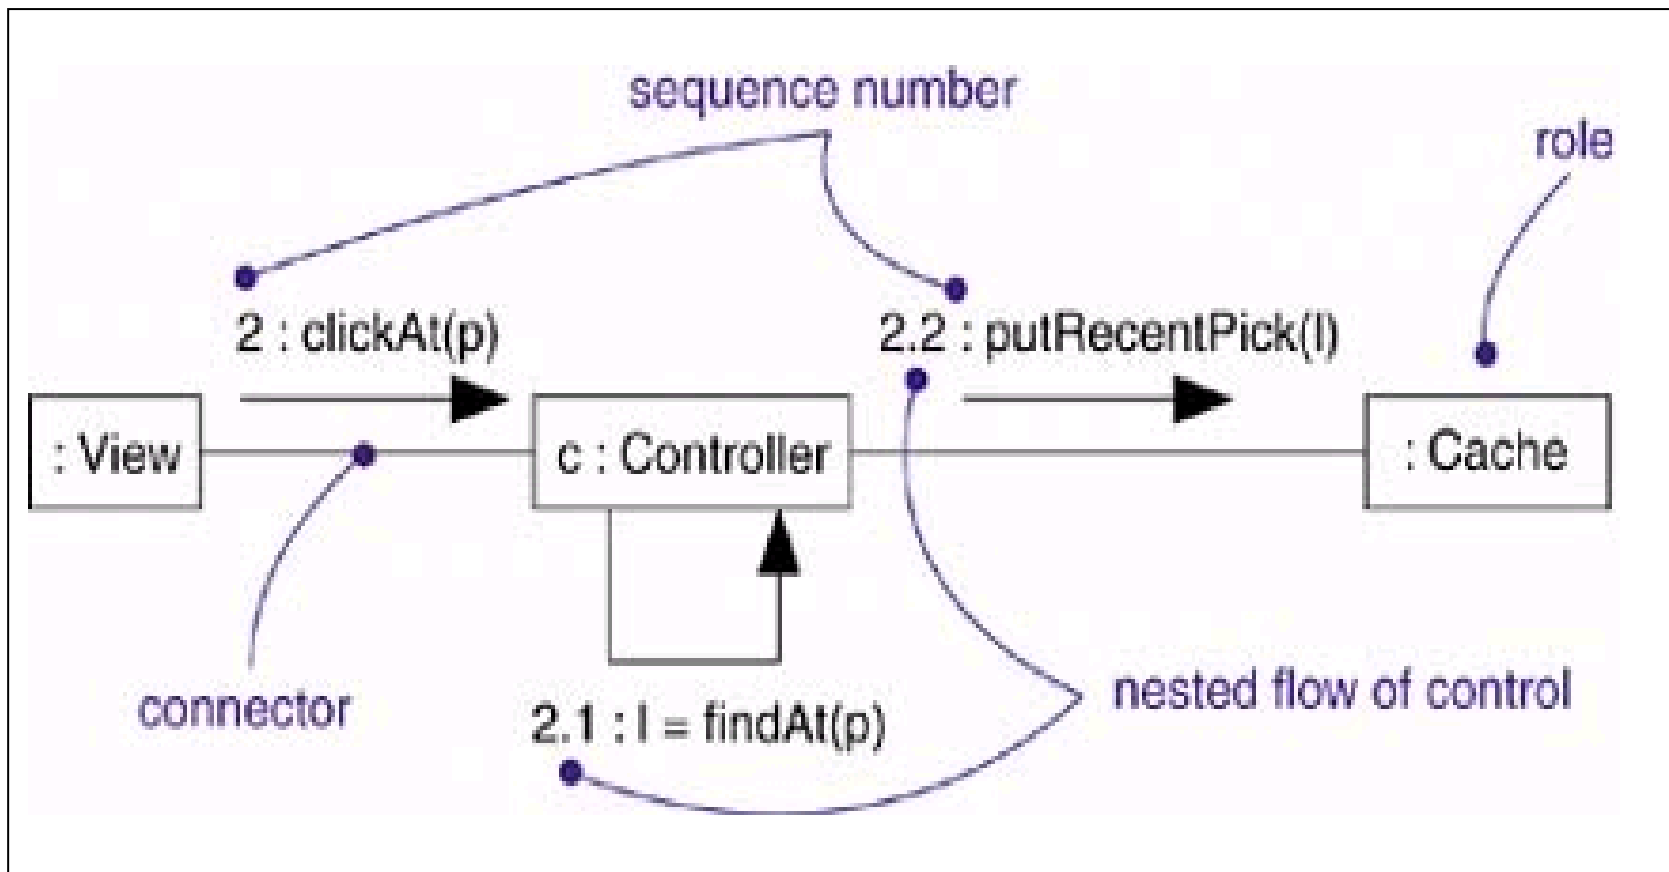 sequence number
role
2 : clickAt(p)
2.2 : putRecentPick(l)
: View
c : Controller
: Cache
connector
2.1 : l = findAt(p)
nested flow of control